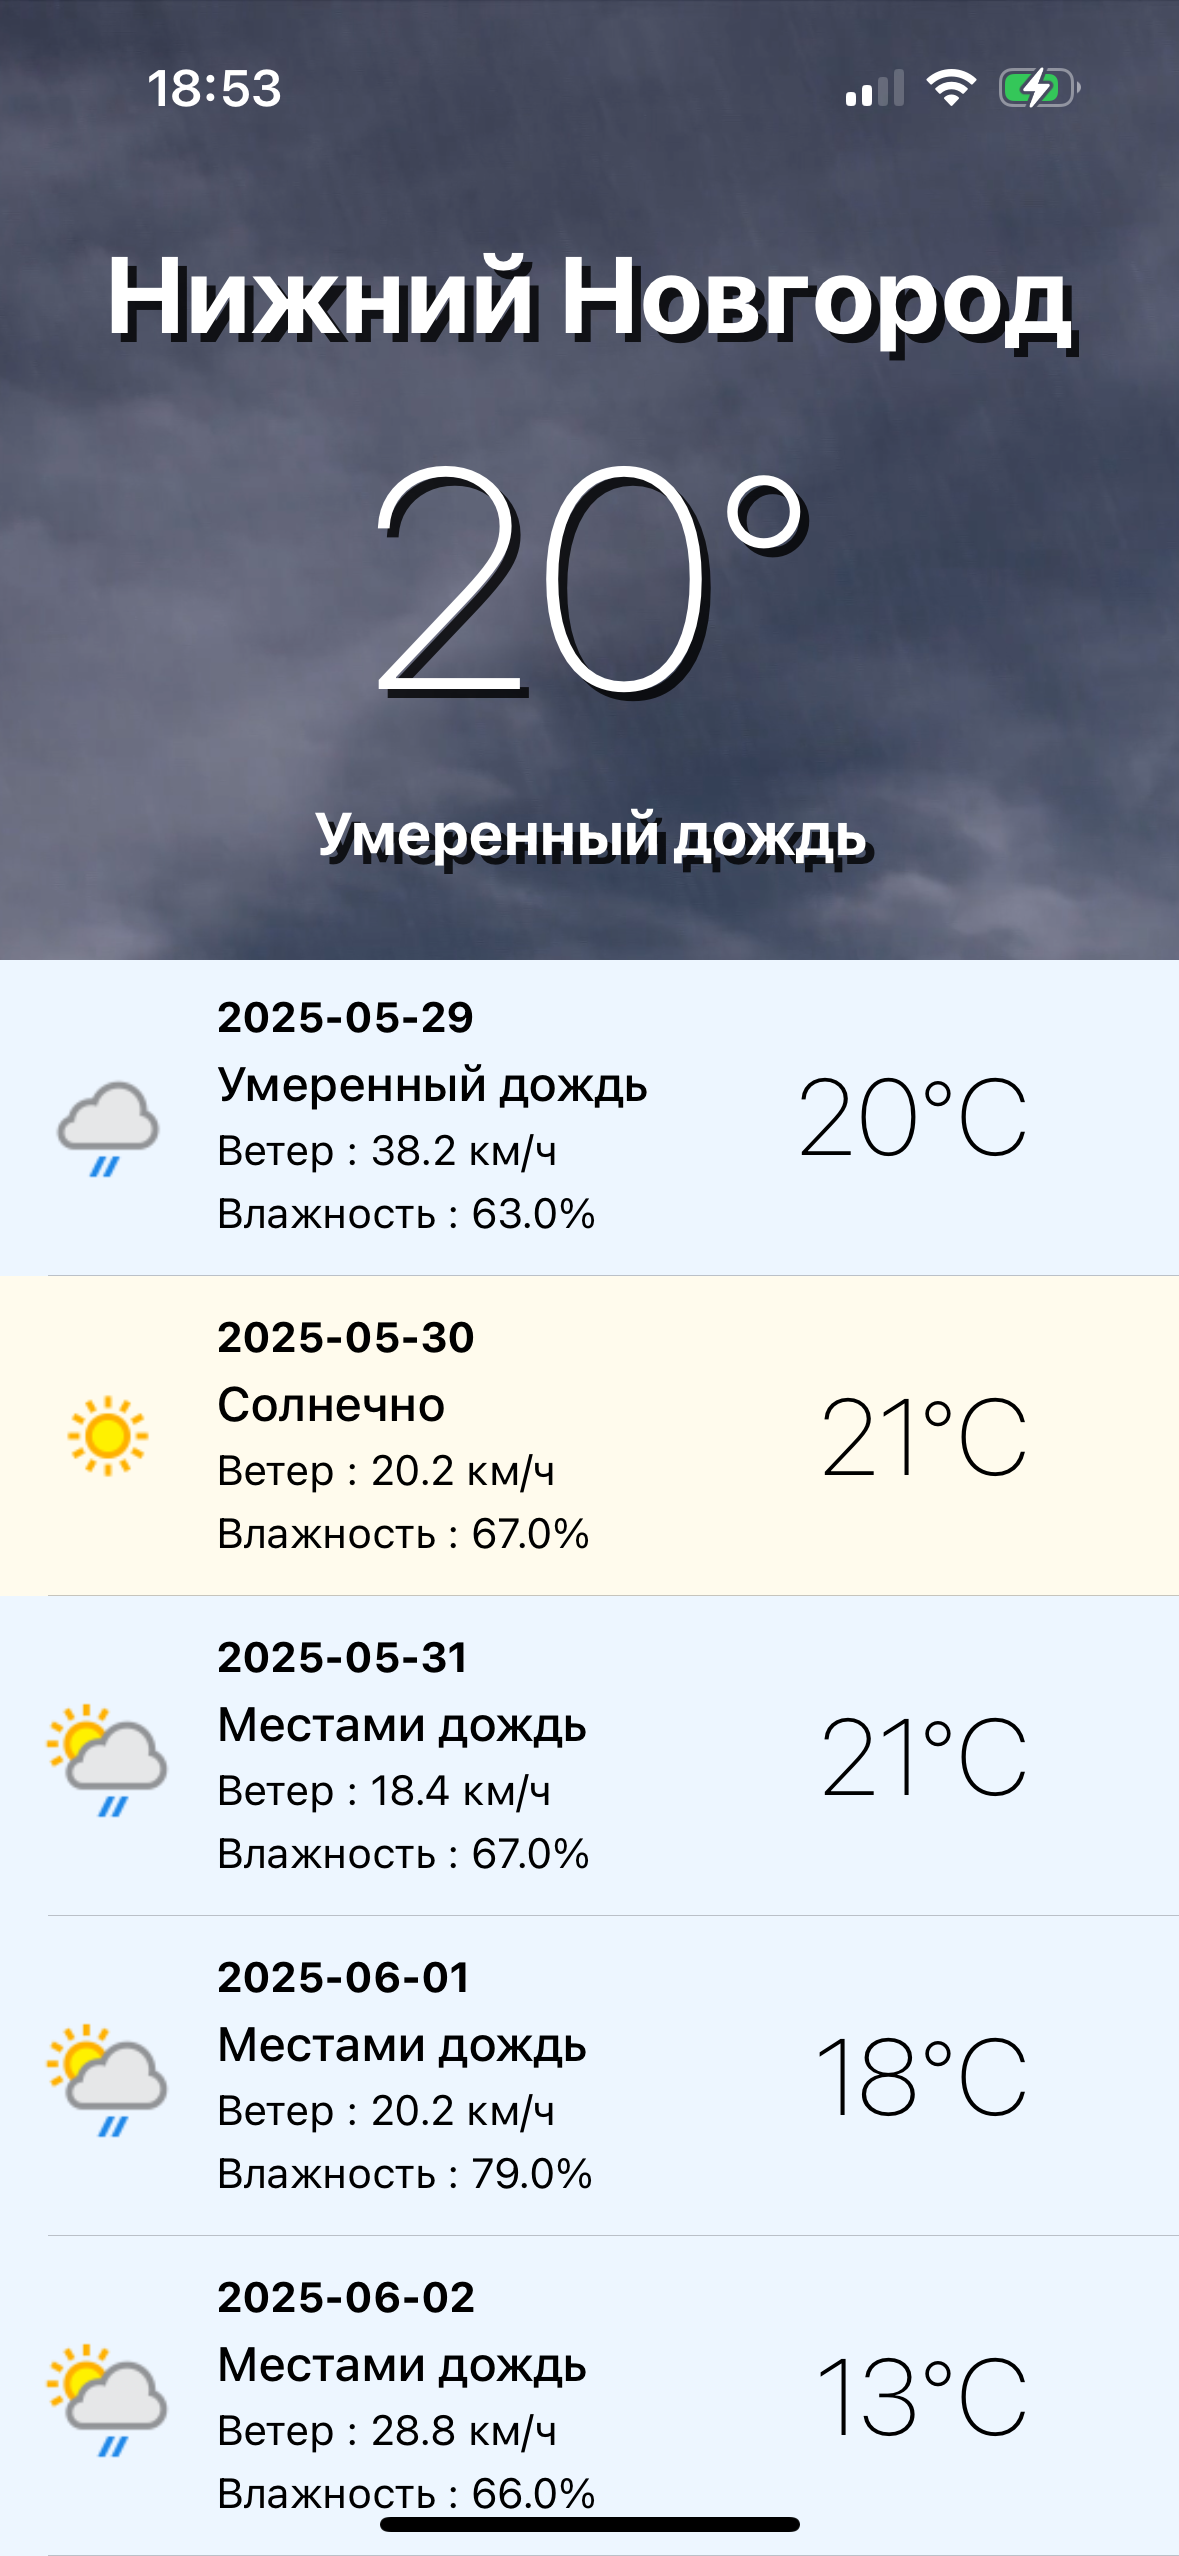 18:53
Нижний Новгород
20°
Умеренный дождь
2025-05-29
Умеренный дождь
Ветер : 38.2 км/ч
Влажность : 63.0%
20°C
2025-05-30
Солнечно
Ветер : 20.2 км/ч
Влажность : 67.0%
21°C
2025-05-31
Местами дождь
Ветер : 18.4 км/ч
Влажность : 67.0%
21°C
2025-06-01
Местами дождь
Ветер : 20.2 км/ч
Влажность : 79.0%
18°C
2025-06-02
Местами дождь
Ветер : 28.8 км/ч
Влажность : 66.0%
13°C